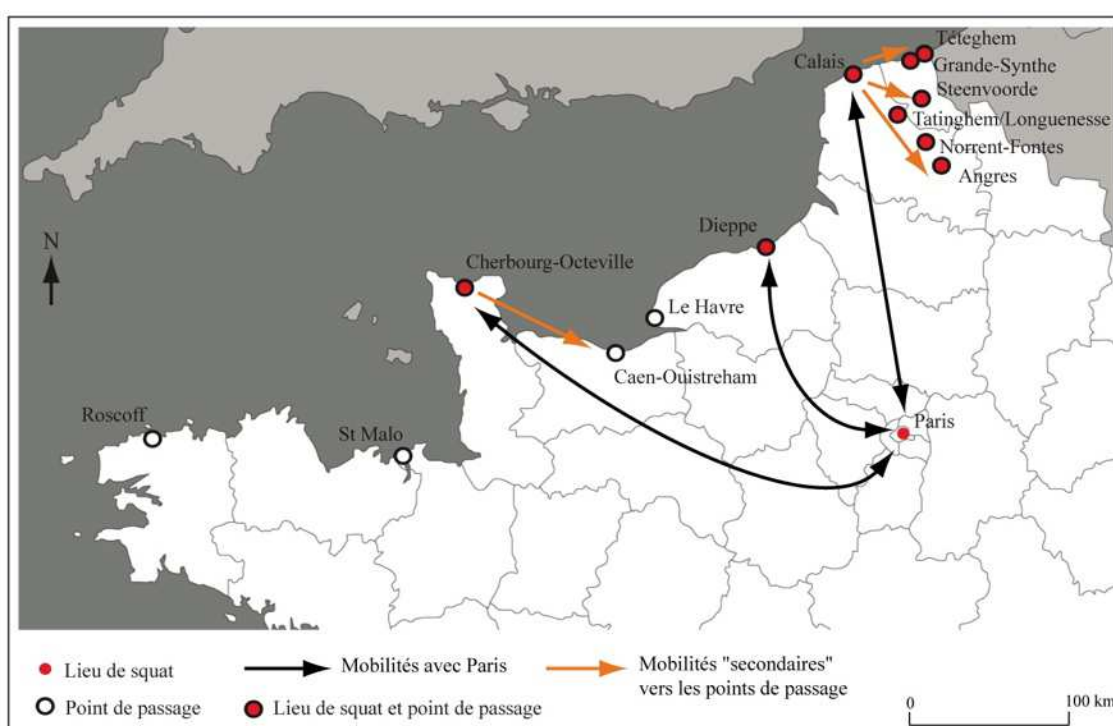 Téteghem
Calais
Grande-Synthe
Steenvoorde
Tatinghem/Longuenesse
Norrent-Fontes
Angres
Dieppe
N
Cherbourg-Octeville
Le Havre
Caen-Ouistreham
Roscoff
St Malo
Paris
Lieu de squat
Mobilités avec Paris
Mobilités "secondaires"
vers les points de passage
Point de passage
Lieu de squat et point de passage
0
100 km